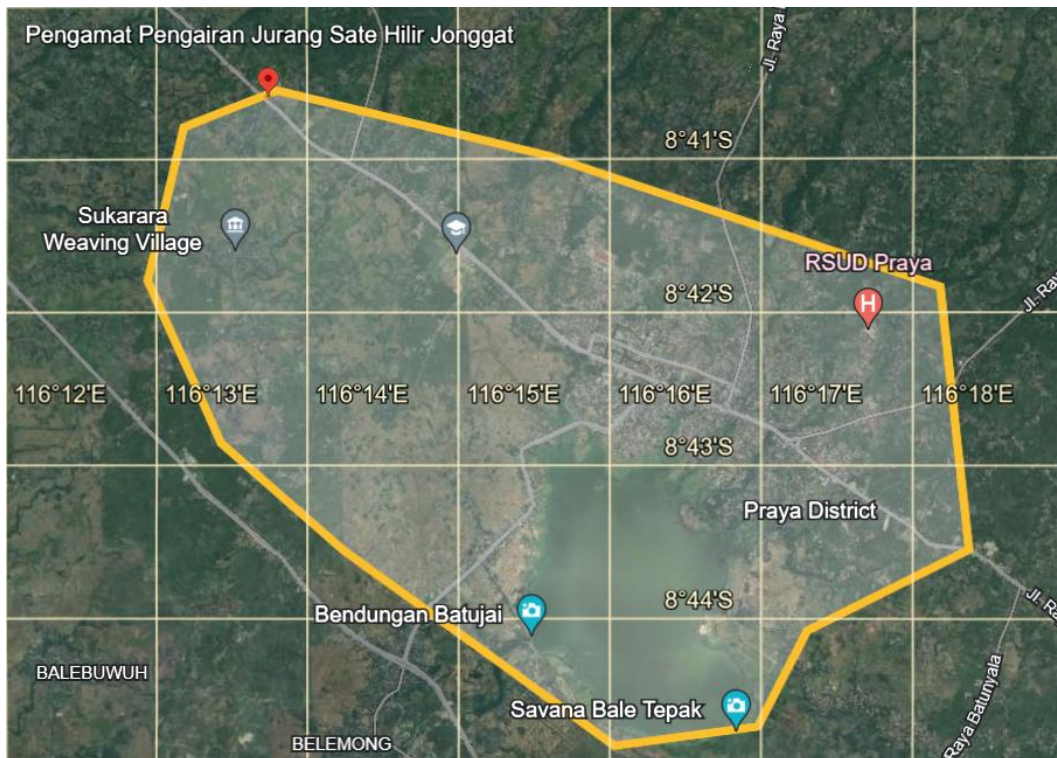 Pengamat Pengairan Jurang Sate Hilir Jonggat
Jl. Raya
8°41'S
Sukarara
Weaving Village
RSUD Praya
H
8°42'S
Jl. Raya
116°12'E
116°13'E
116°14'E
116°15'E
116°16'E
116°17'E
116°18'E
8°43'S
Praya District
8°44'S
Bendungan Batujai
Jl. Ra
BALEBUWUH
Savana Bale Tepak
Raya Batunyala
BELEMONG